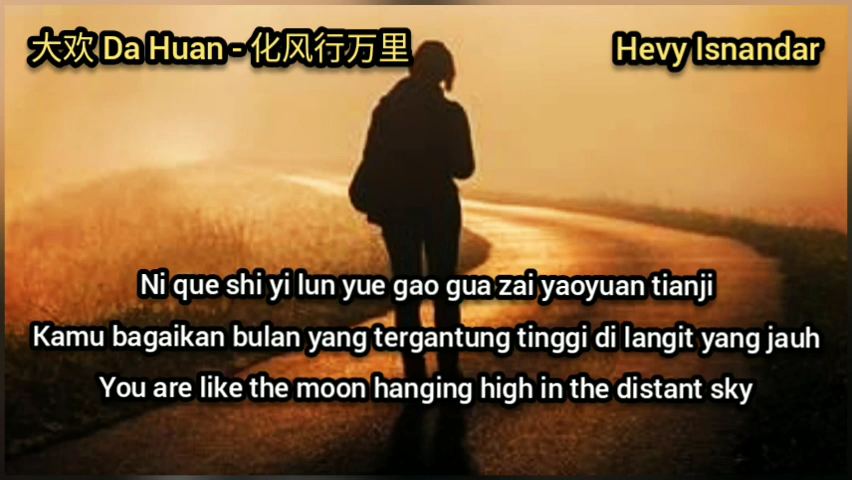 大欢 Da Huan - 化风行万里
Hevy Isnandar
Ni que shi yi lun yue gao gua zai yaoyuan tianji
Kamu bagaikan bulan yang tergantung tinggi di langit yang jauh
You are like the moon hanging high in the distant sky